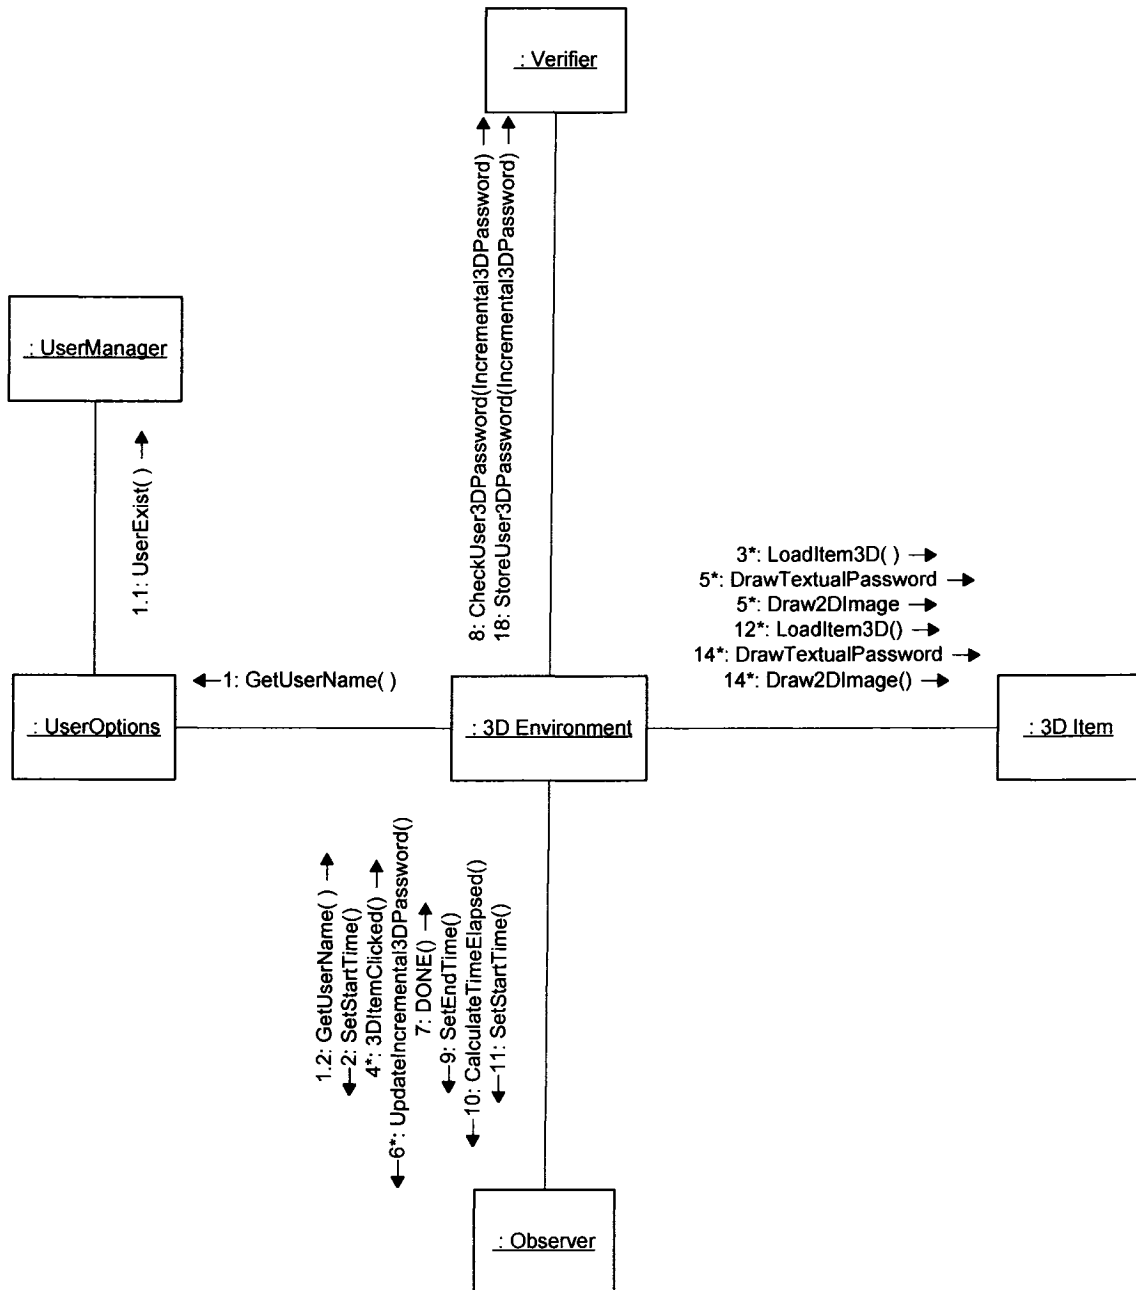 : Verifier
8: CheckUser3DPassword(Incremental3DPassword)
18: StoreUser3DPassword(Incremental3DPassword)
: UserManager
1.1: UserExist( )
3*: LoadItem3D( )
5*: DrawTextualPassword
5*: Draw2DImage
12*: LoadItem3D()
14*: DrawTextualPassword
14*: Draw2DImage()
1: GetUserName( )
: UserOptions
: 3D Environment
: 3D Item
1.2: GetUserName( )
2: SetStartTime()
4*: 3DItemClicked()
6*: UpdateIncremental3DPassword()
7: DONE()
9: SetEndTime()
10: CalculateTimeElapsed()
11: SetStartTime()
: Observer